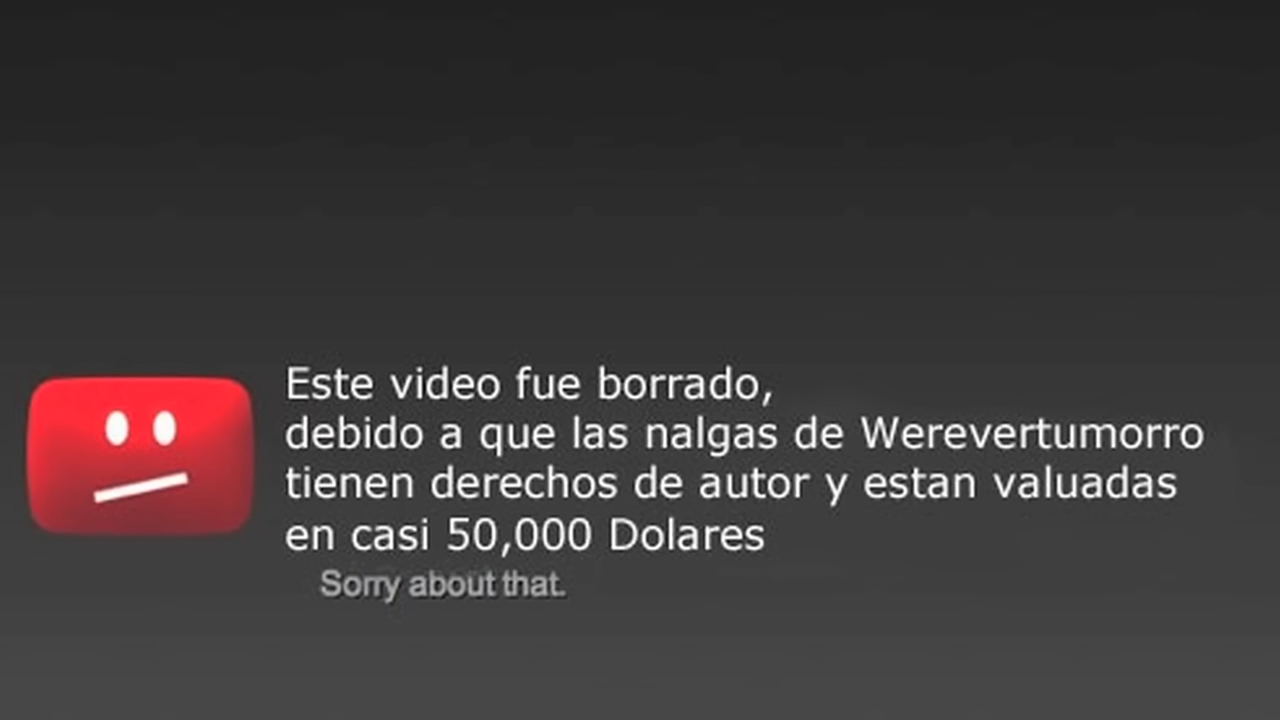 Este video fue borrado,
debido a que las nalgas de Werevertumorro
tienen derechos de autor y estan valuadas
en casi 50,000 Dolares
Sorry about that.